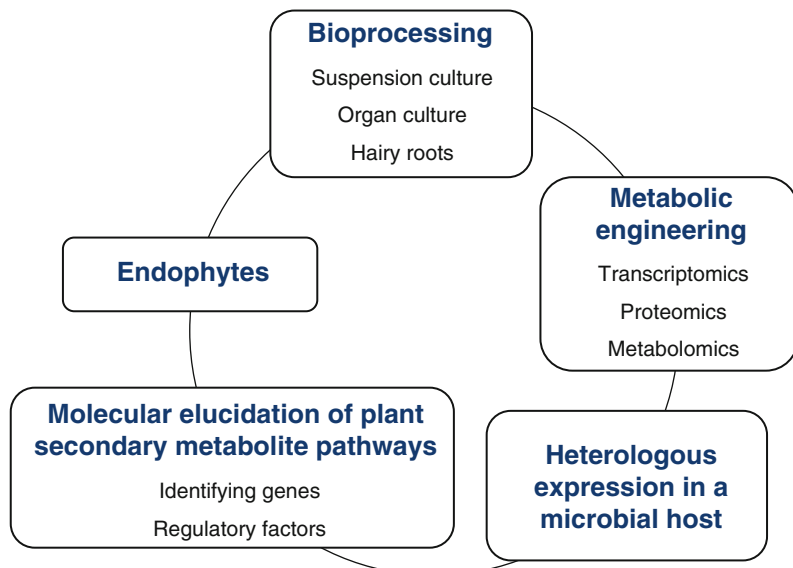 Bioprocessing
Suspension culture
Organ culture
Hairy roots
Metabolic
engineering
Transcriptomics
Proteomics
Metabolomics
Heterologous
expression in a
microbial host
Molecular elucidation of plant
secondary metabolite pathways
Identifying genes
Regulatory factors
Endophytes